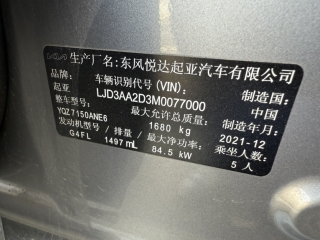 KIA 生产厂名:东风悦达起亚汽车有限公司
品牌: 车辆识别代号(VIN): 制造国:
起亚 LJD3AA2D3M0077000 中国
整车型号: 最大允许总质量: 制造年月:
YQZ7150ANE6 1680 kg 2021-12
发动机型号/排量/最大净功率: 乘坐人数:
G4FL 1497 mL 84.5 kW 5人